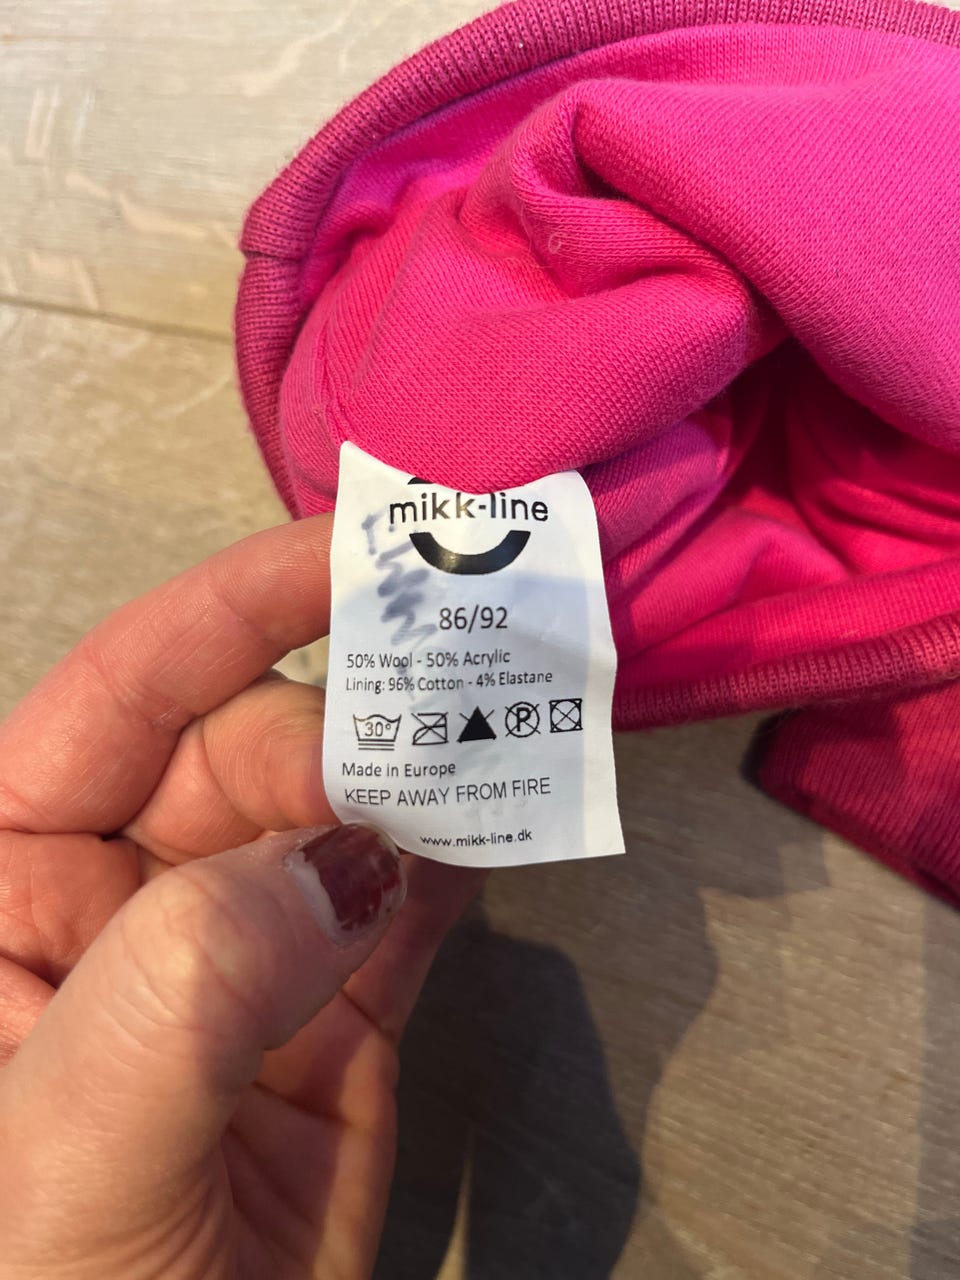 mikk-line
86/92
50% Wool - 50% Acrylic
Lining: 96% Cotton - 4% Elastane
30°
P
Made in Europe
KEEP AWAY FROM FIRE
www.mikk-line.dk